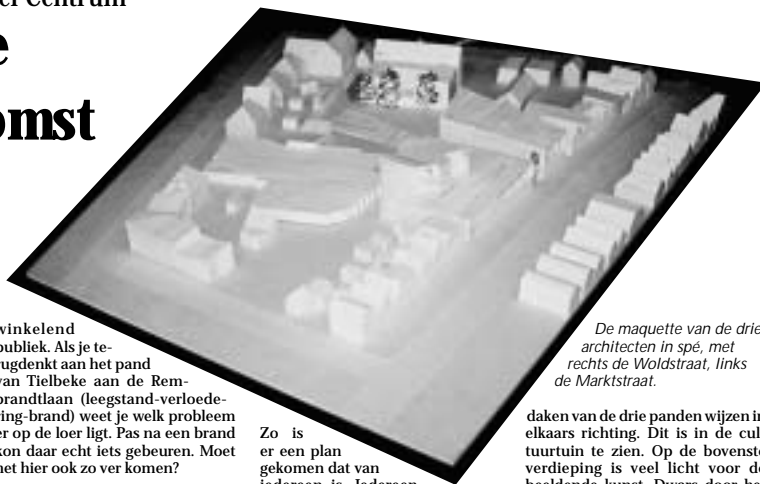 Centrum
e
omst
winkelend
publiek. Als je te-
rugdenkt aan het pand
van Tielbeke aan de Rem-
brandtlaan (leegstand-verloede-
ring-brand) weet je welk probleem
er op de loer ligt. Pas na een brand
kon daar echt iets gebeuren. Moet
het hier ook zo ver komen?
Zo is
er een plan
gekomen dat van
iedereen is. Iedereen
De maquette van de drie
architecten in spé, met
rechts de Woldstraat, links
de Marktstraat.
daken van de drie panden wijzen in
elkaars richting. Dit is in de cul-
tuurtuin te zien. Op de bovenste
verdieping is veel licht voor de
beeldende kunst. Dwars door